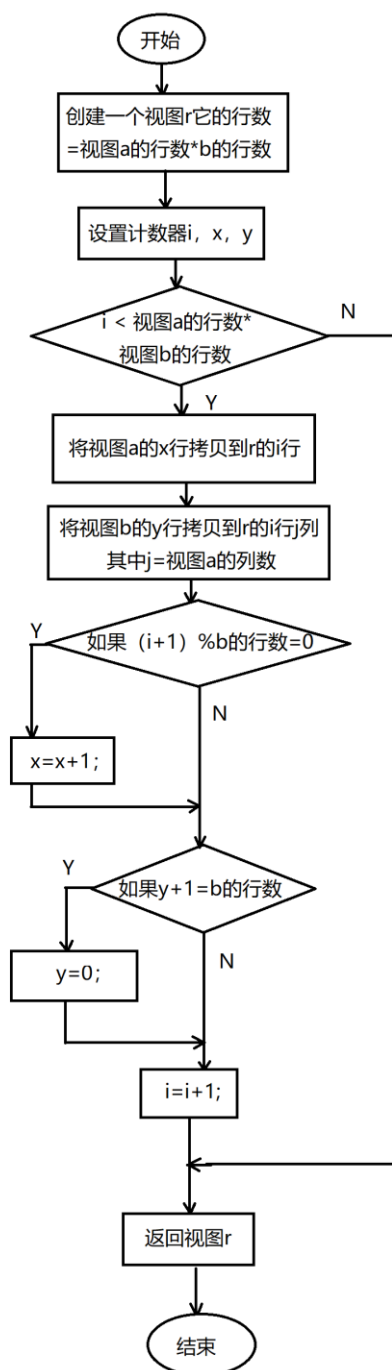 开始
创建一个视图r它的行数
=视图a的行数*b的行数
设置计数器i，x，y
i < 视图a的行数*
视图b的行数
N
Y
将视图a的x行拷贝到r的i行
将视图b的y行拷贝到r的i行j列
其中j=视图a的列数
Y
如果（i+1）%b的行数=0
N
x=x+1;
Y
如果y+1=b的行数
N
y=0;
i=i+1;
返回视图r
结束